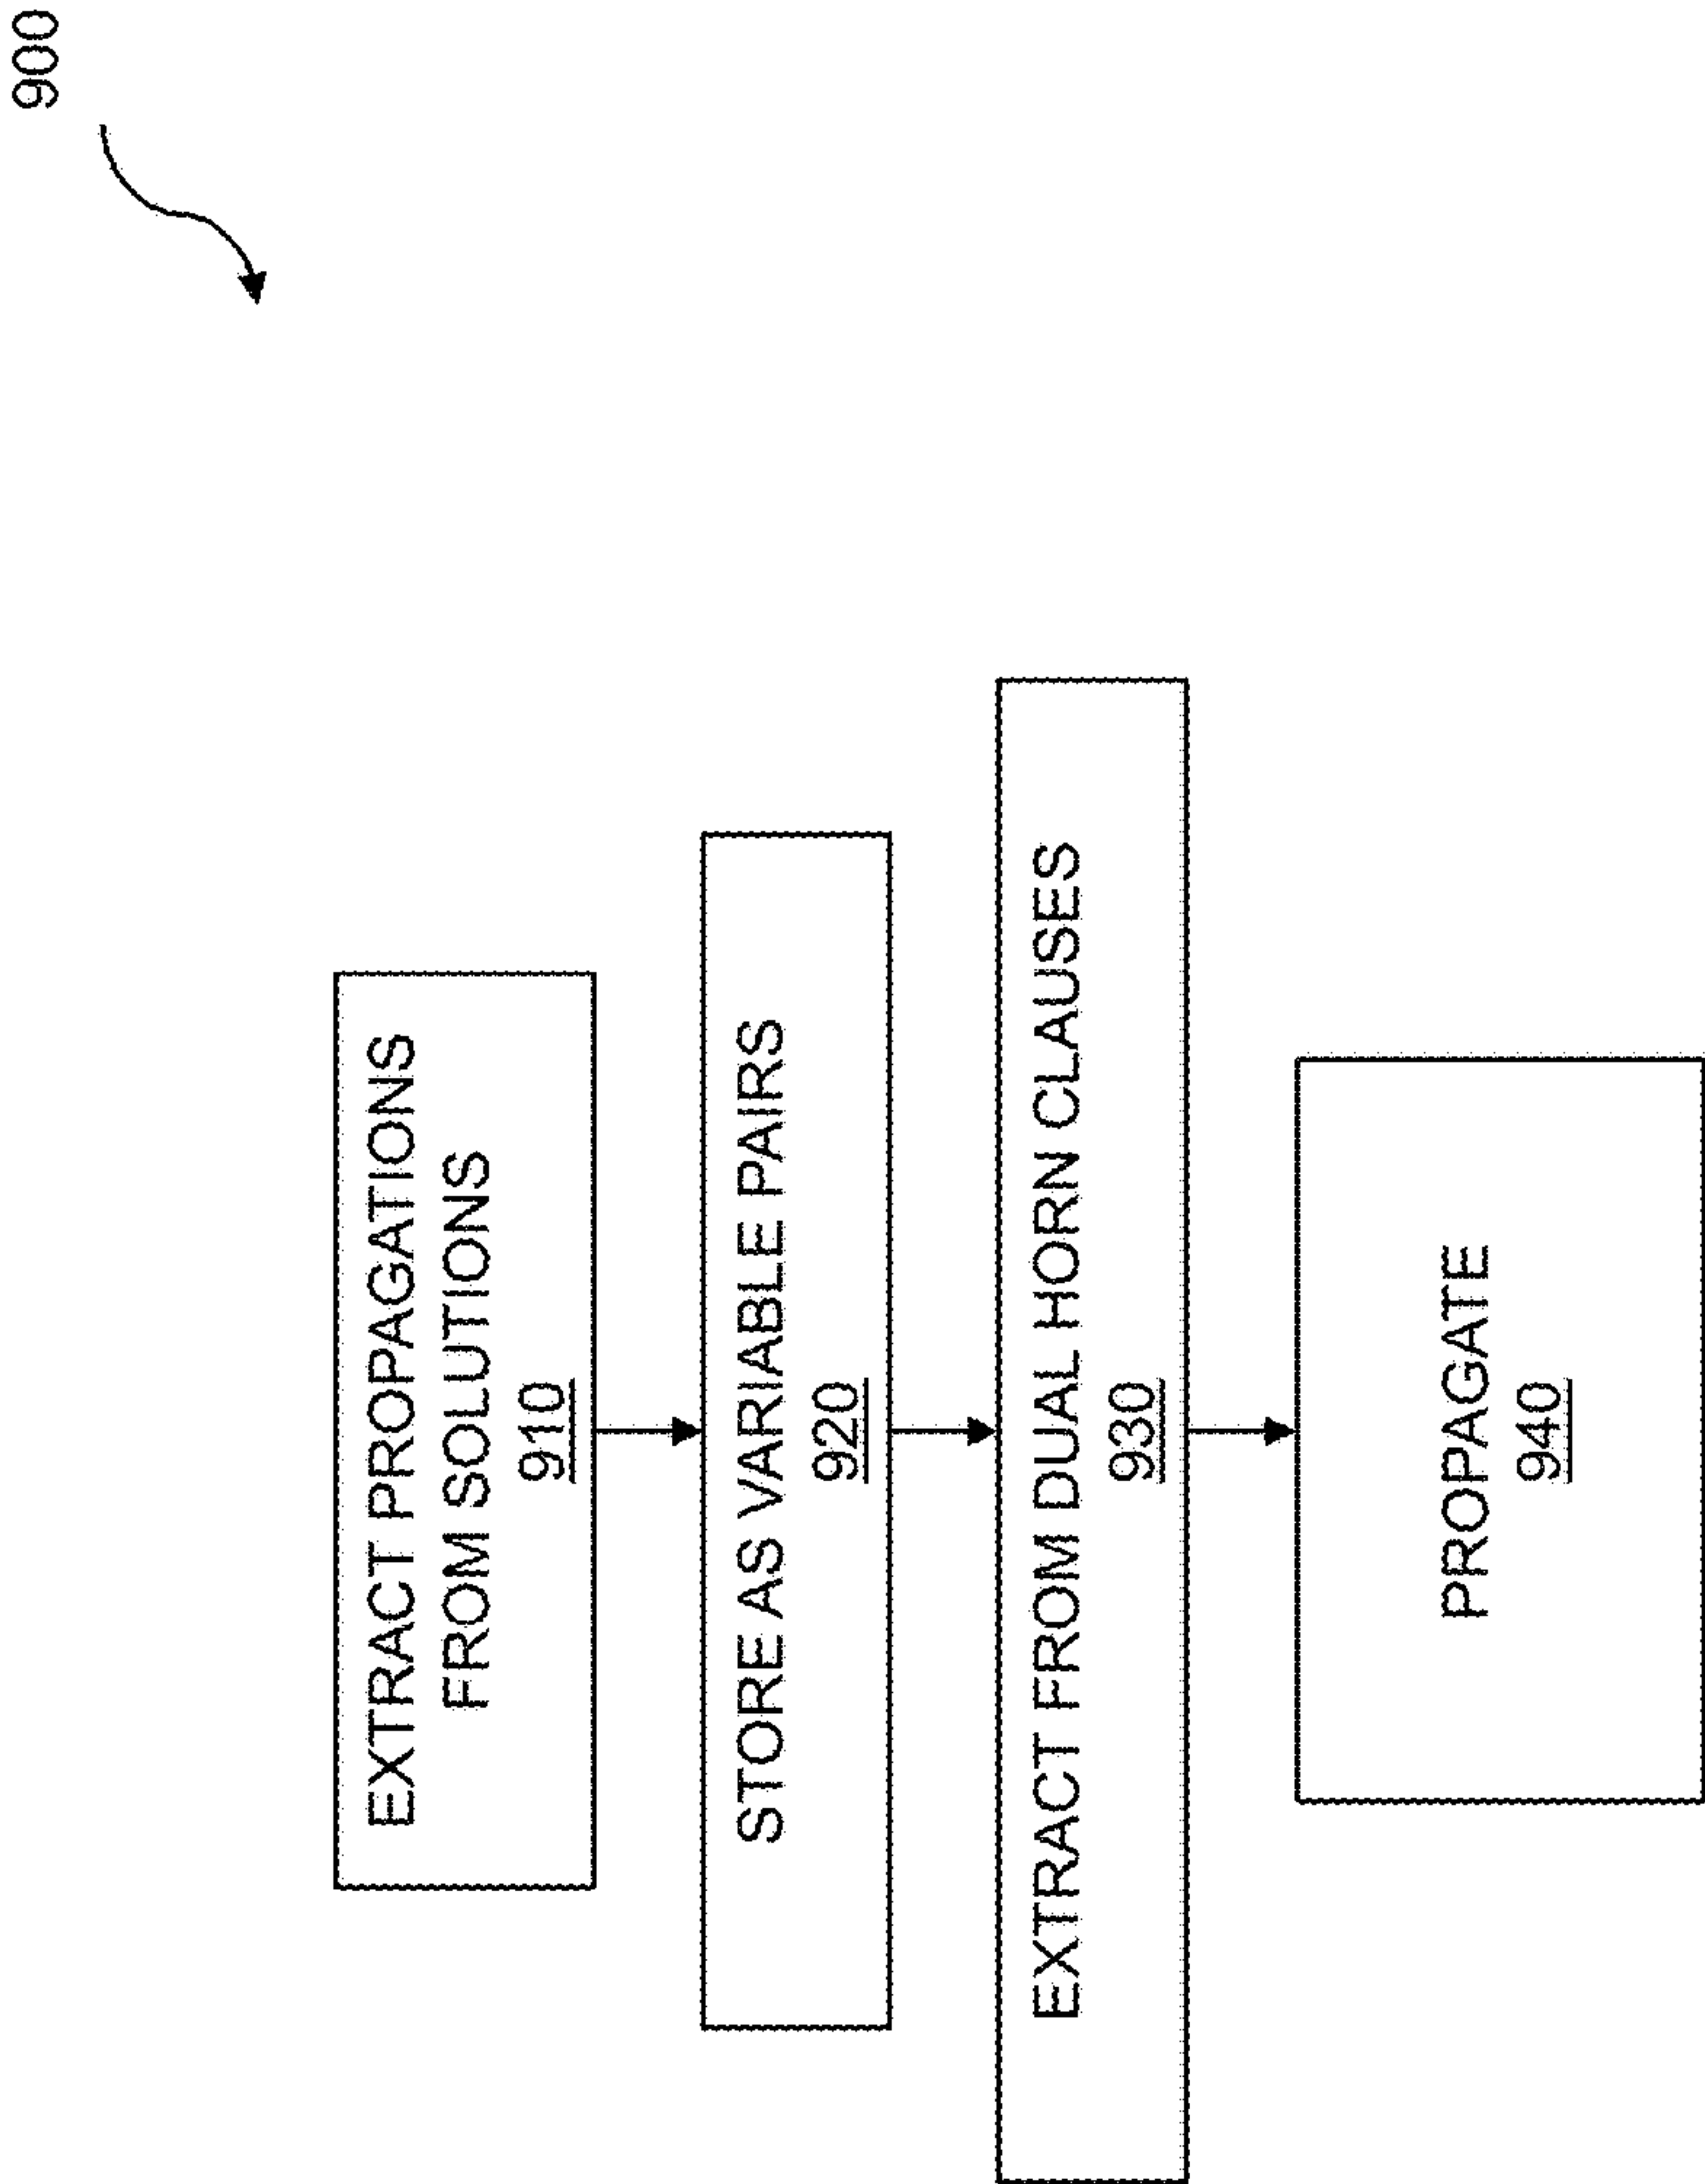 900
EXTRACT PROPAGATIONS
FROM SOLUTIONS
910
STORE AS VARIABLE PAIRS
920
EXTRACT FROM DUAL HORN CLAUSES
930
PROPAGATE
940